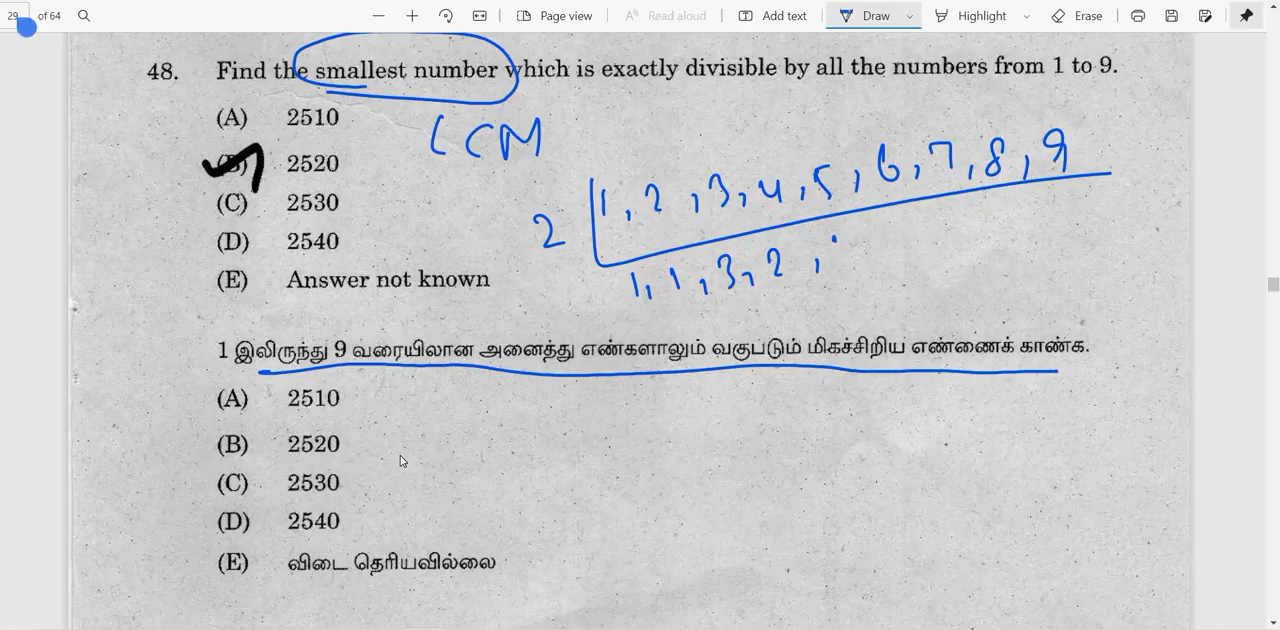 29 of 64 Page view Read aloud Add text Draw Highlight Erase
48. Find the smallest number which is exactly divisible by all the numbers from 1 to 9.
(A) 2510
LCM
(B) 2520
1, 2, 3, 4, 5, 6, 7, 8, 9
(C) 2530
2
(D) 2540
1, 1, 3, 2,
(E) Answer not known
1 இலிருந்து 9 வரையிலான அனைத்து எண்களாலும் வகுபடும் மிகச்சிறிய எண்ணைக் காண்க.
(A) 2510
(B) 2520
(C) 2530
(D) 2540
(E) விடை தெரியவில்லை